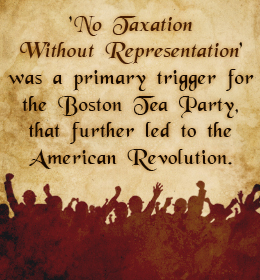 'No Taxation
Without Representation'
was a primary trigger for
the Boston Tea Party,
that further led to the
American Revolution.